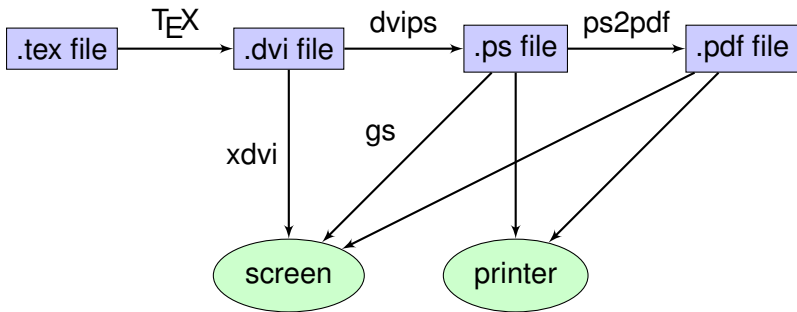 TEX
dvips
ps2pdf
.tex file
.dvi file
.ps file
.pdf file
xdvi
gs
screen
printer